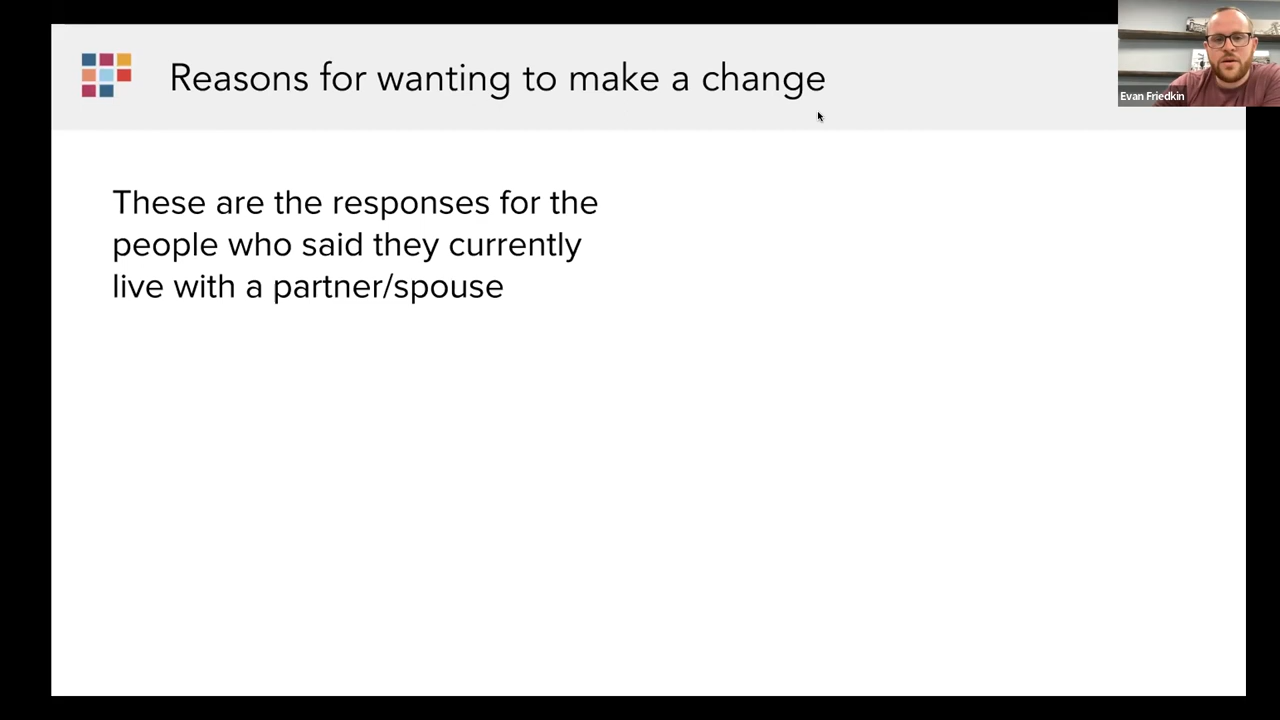 Reasons for wanting to make a change
Evan Friedkin
These are the responses for the
people who said they currently
live with a partner/spouse